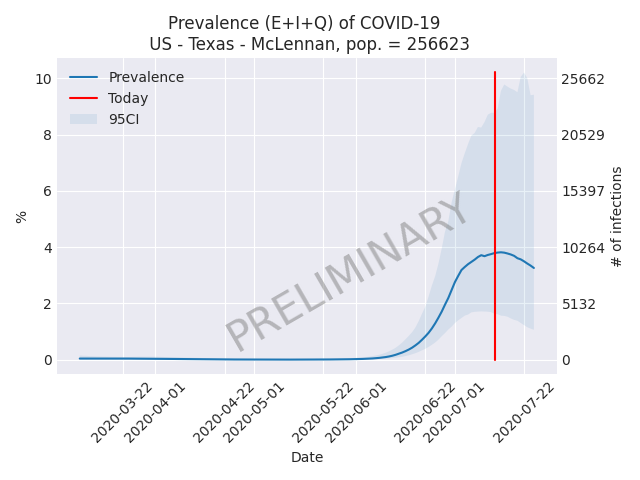 Prevalence (E+I+Q) of COVID-19
US - Texas - McLennan, pop. = 256623
Prevalence
Today
95CI
PRELIMINARY
%
10
8
6
4
2
0
25662
20529
15397
10264
5132
0
# of infections
2020-03-22
2020-04-01
2020-04-22
2020-05-01
2020-05-22
2020-06-01
2020-06-22
2020-07-01
2020-07-22
Date